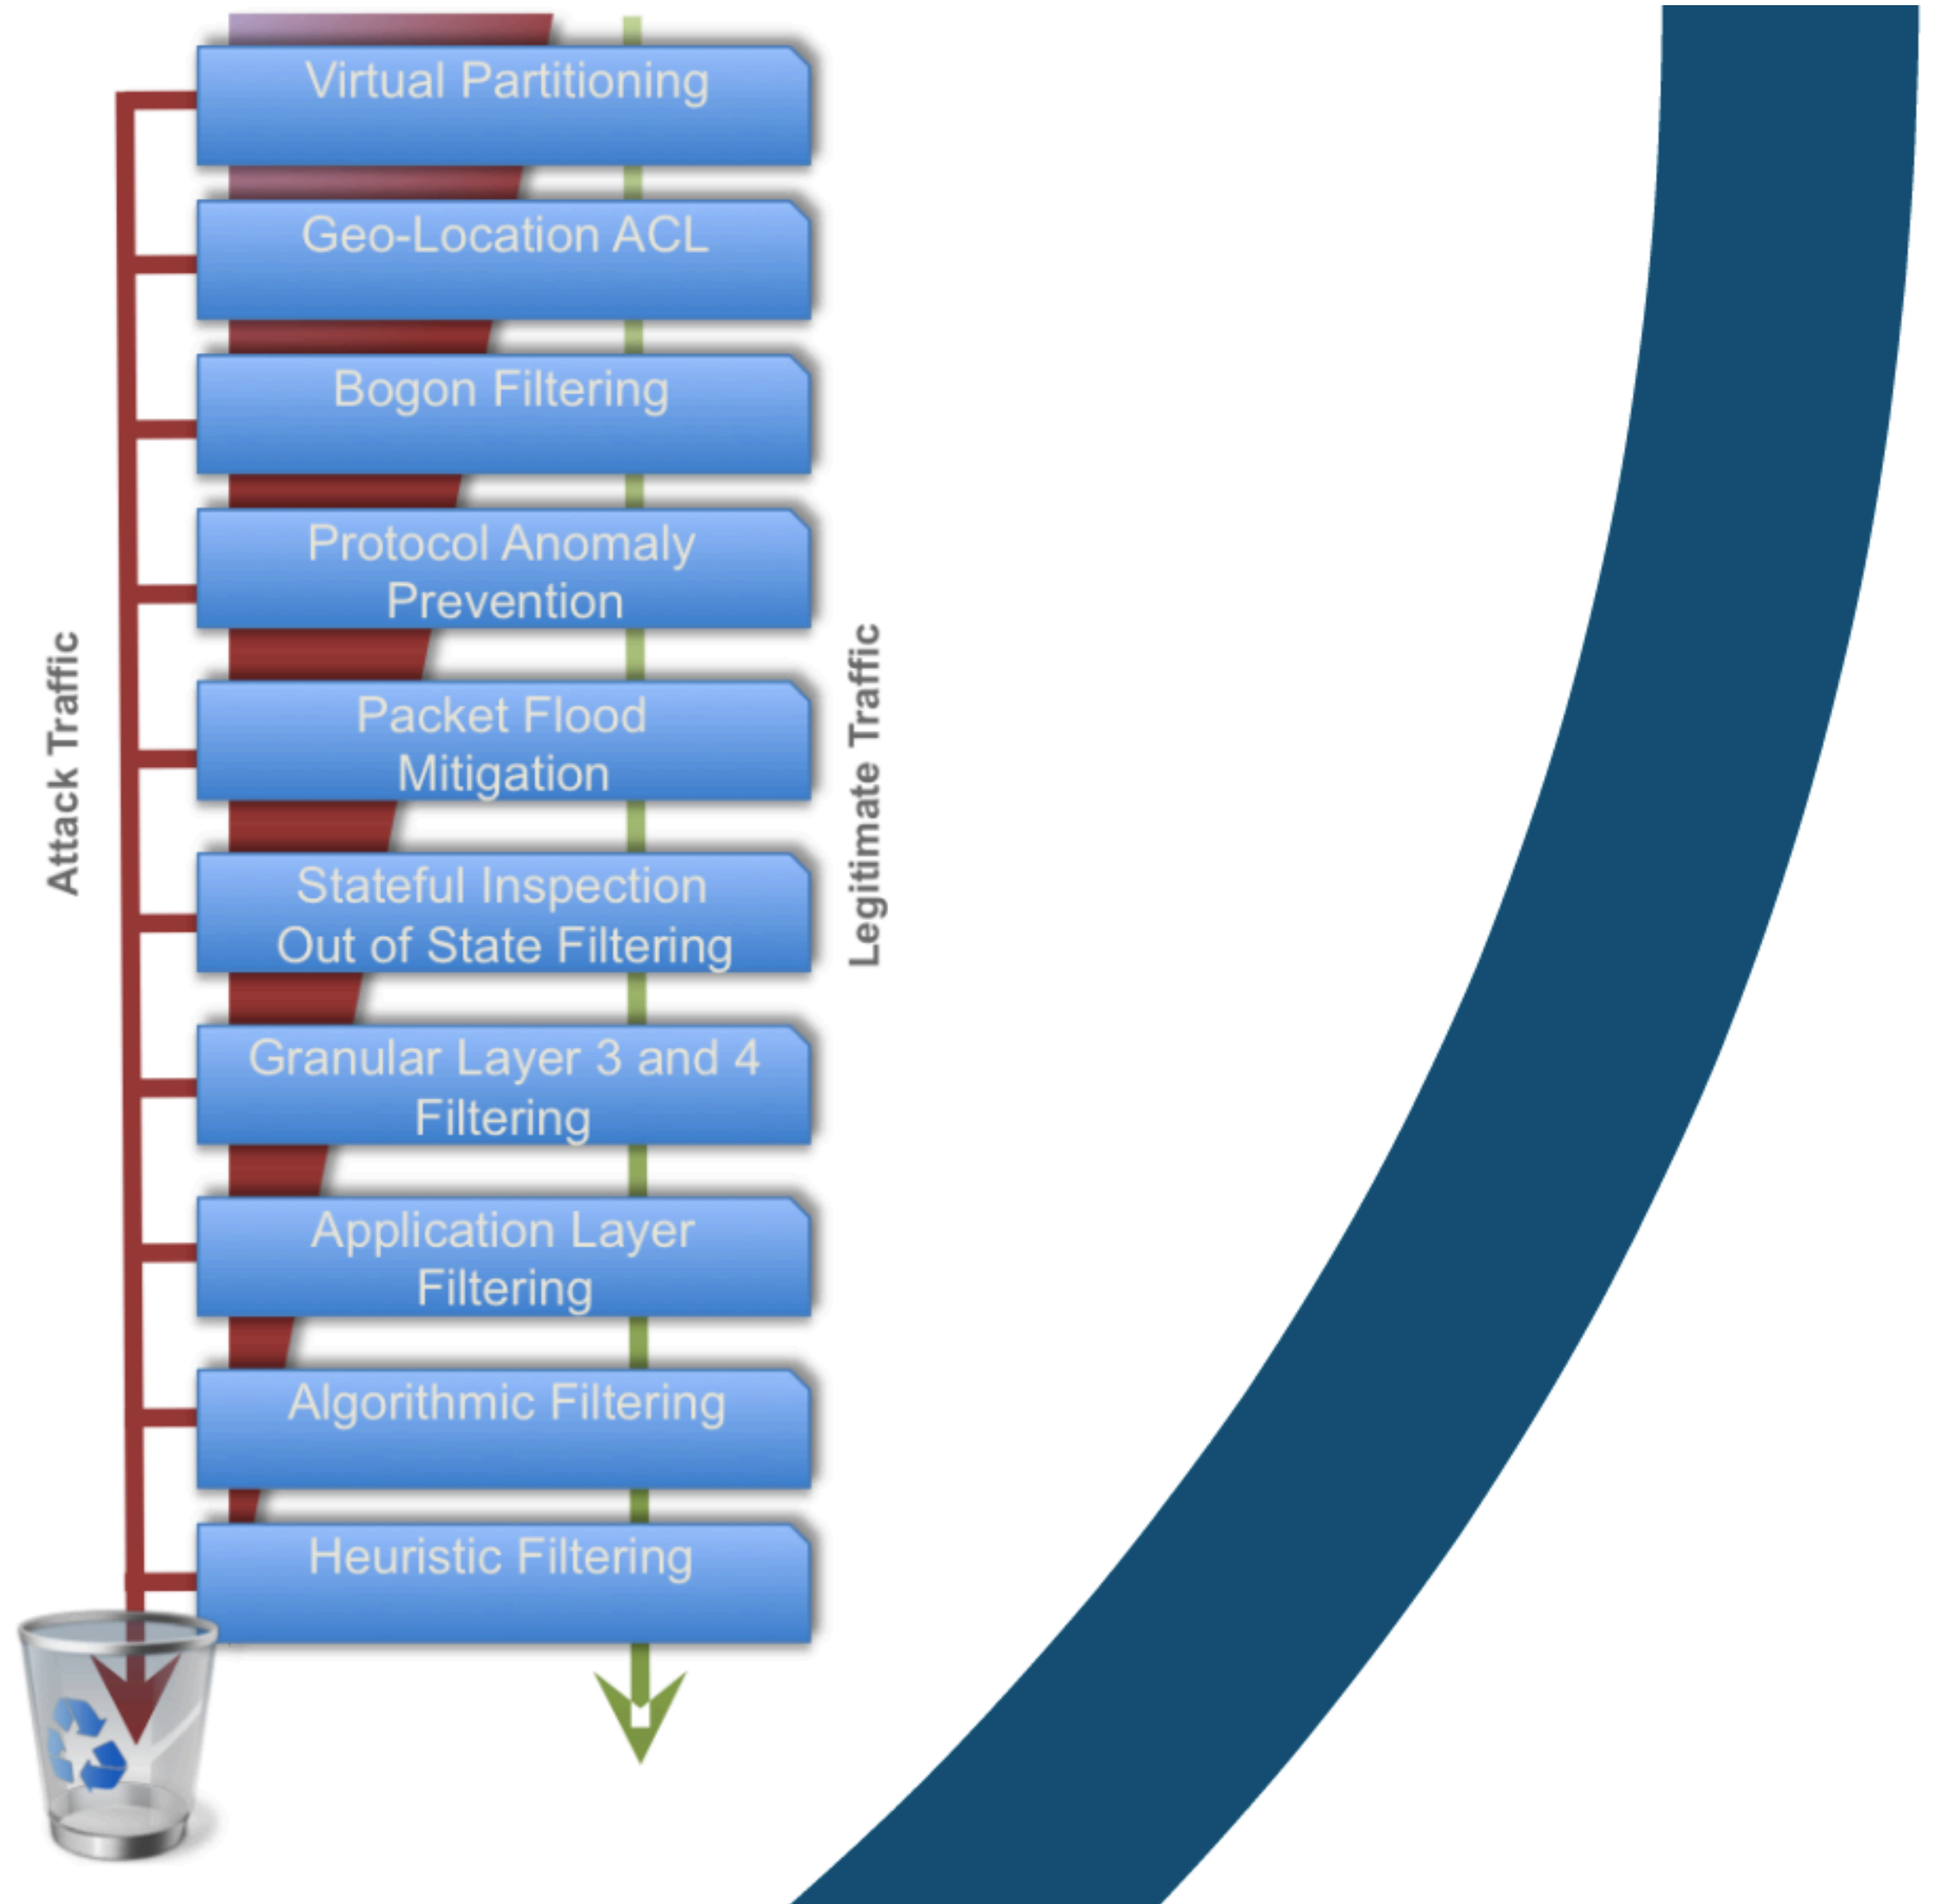 Virtual Partitioning
Geo-Location ACL
Bogon Filtering
Protocol Anomaly
Prevention
Packet Flood
Mitigation
Stateful Inspection
Out of State Filtering
Granular Layer 3 and 4
Filtering
Application Layer
Filtering
Algorithmic Filtering
Heuristic Filtering
Attack Traffic
Legitimate Traffic